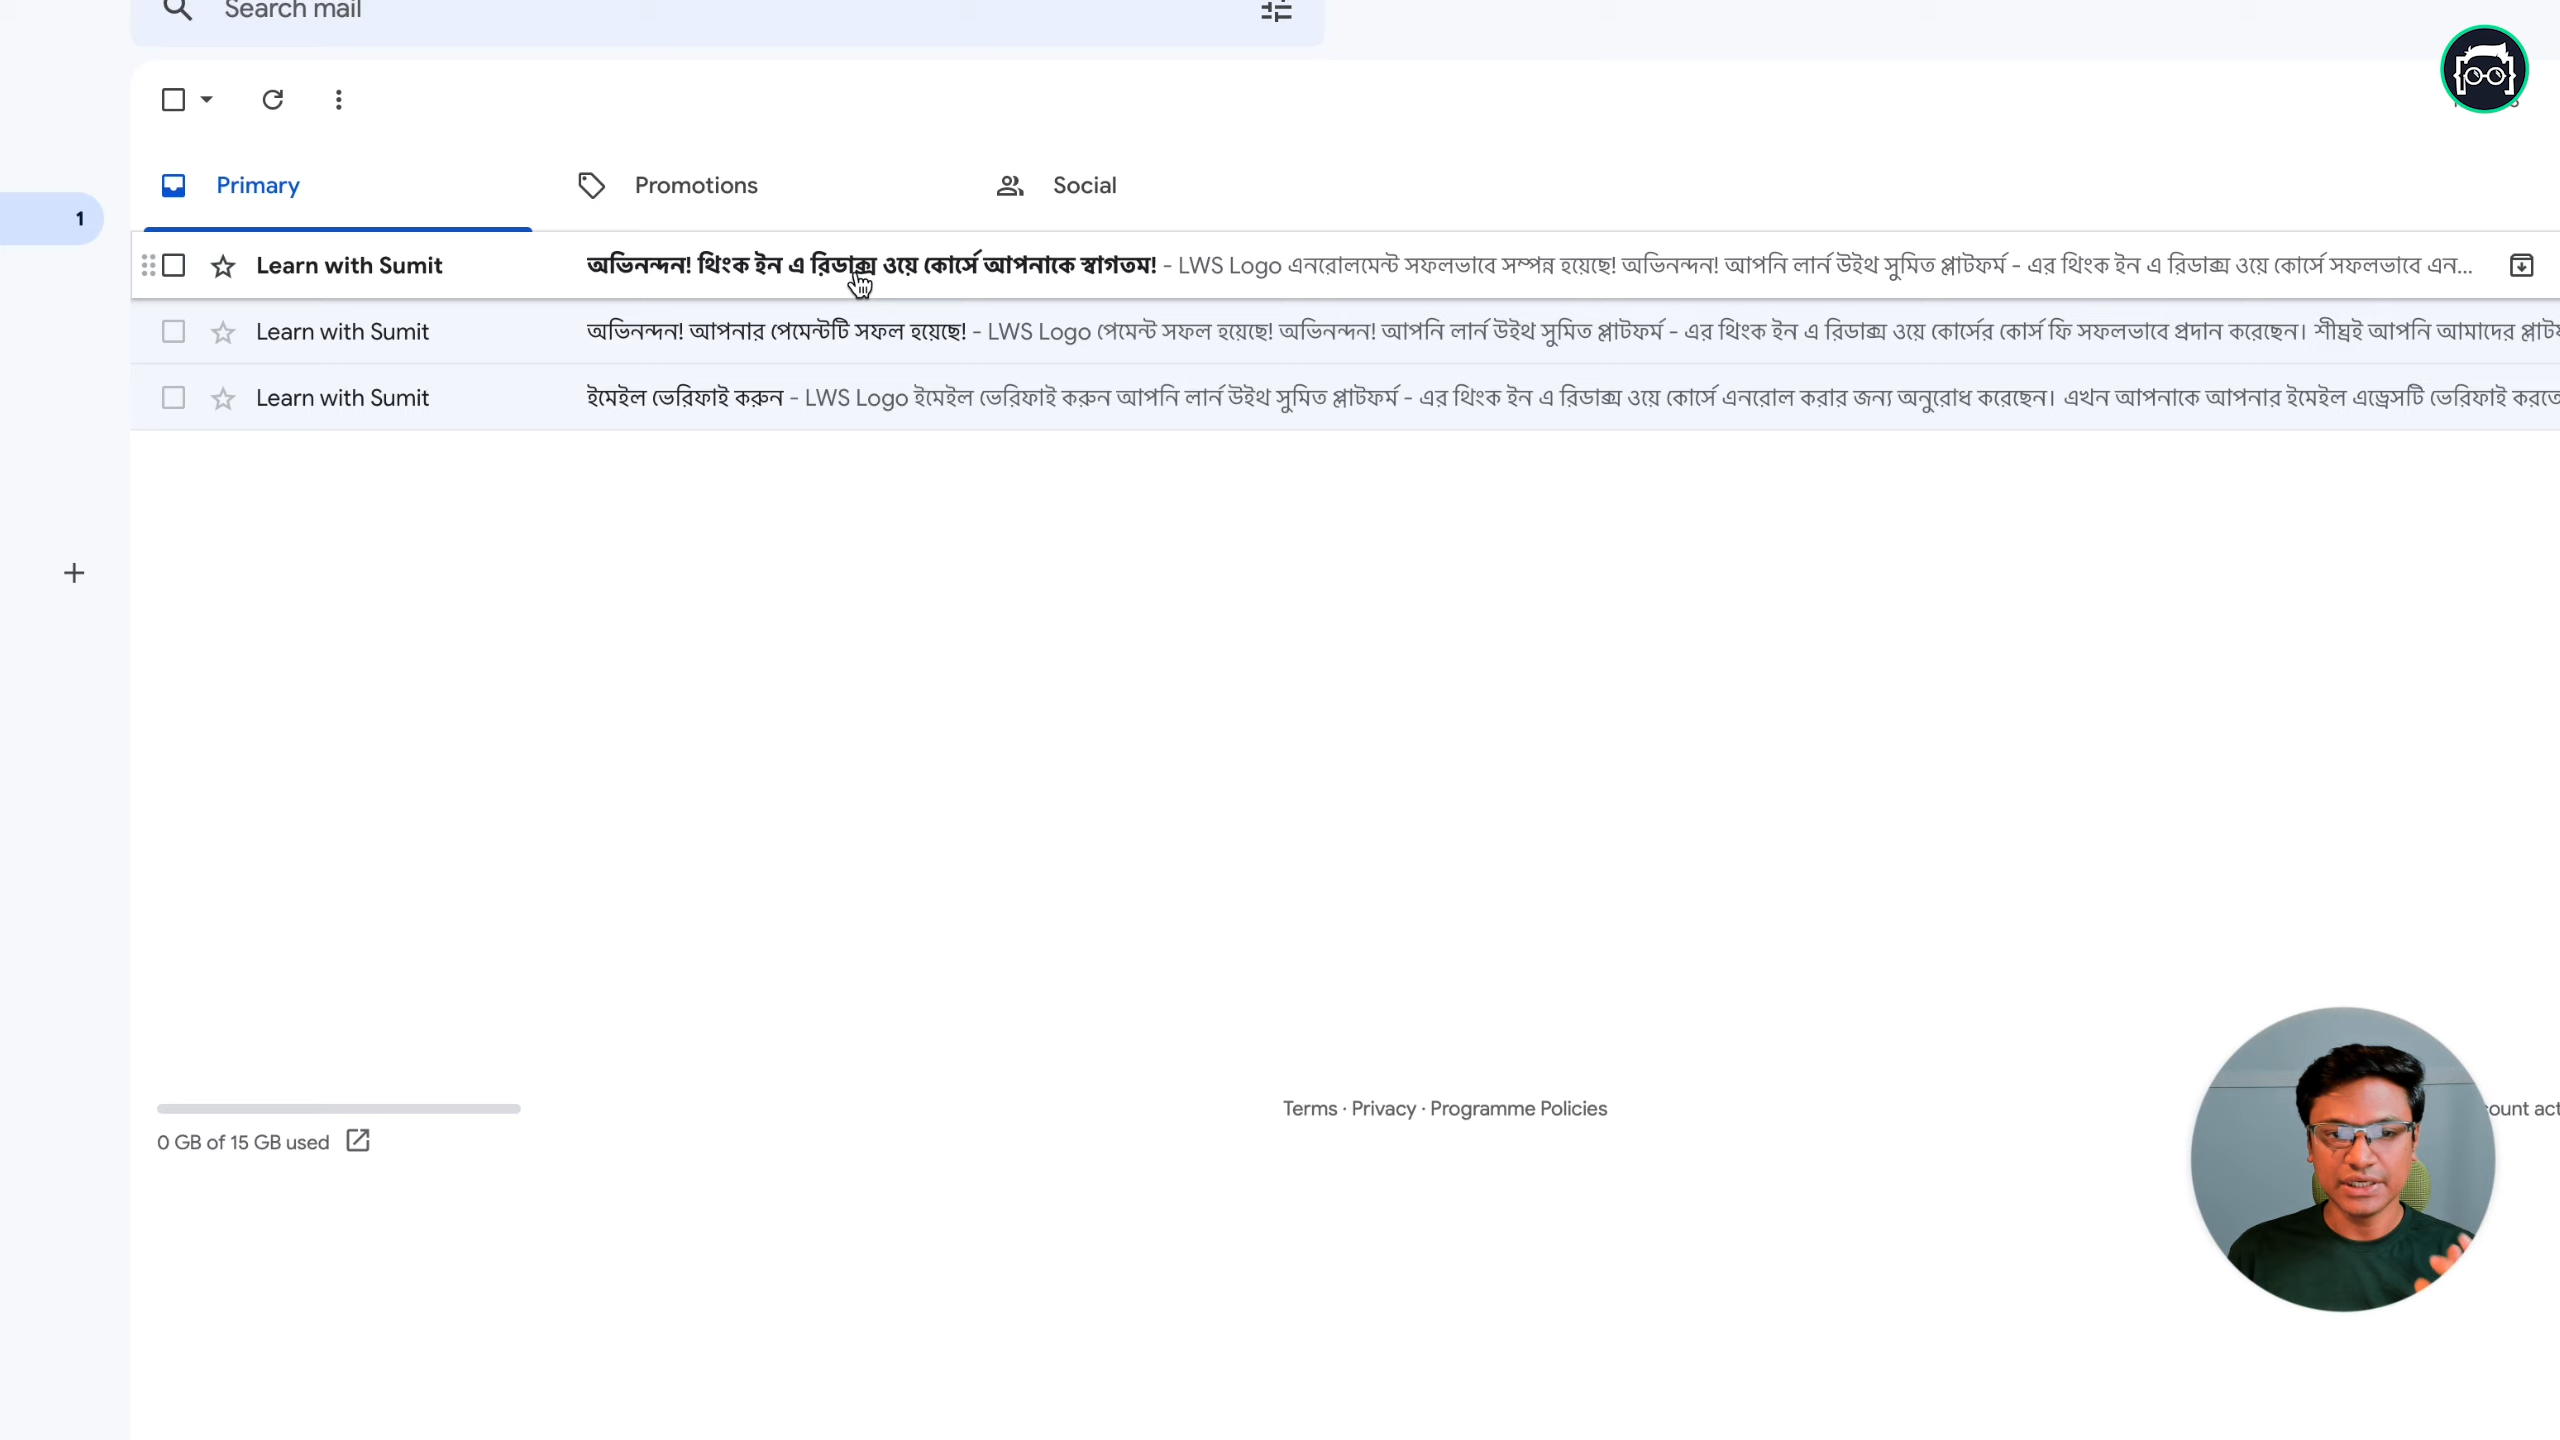 Search mail
Primary
Promotions
Social
1
Learn with Sumit
অভিনন্দন! থিংক ইন এ রিডাক্স ওয়ে কোর্সে আপনাকে স্বাগতম! - LWS Logo এনরোলমেন্ট সফলভাবে সম্পন্ন হয়েছে! অভিনন্দন! আপনি লার্ন উইথ সুমিত প্লাটফর্ম - এর থিংক ইন এ রিডাক্স ওয়ে কোর্সে সফলভাবে এন...
Learn with Sumit
অভিনন্দন! আপনার পেমেন্টটি সফল হয়েছে! - LWS Logo পেমেন্ট সফল হয়েছে! অভিনন্দন! আপনি লার্ন উইথ সুমিত প্লাটফর্ম - এর থিংক ইন এ রিডাক্স ওয়ে কোর্সের কোর্স ফি সফলভাবে প্রদান করেছেন। শীঘ্রই আপনি আমাদের
Learn with Sumit
ইমেইল ভেরিফাই করুন - LWS Logo ইমেইল ভেরিফাই করুন আপনি লার্ন উইথ সুমিত প্লাটফর্ম - এর থিংক ইন এ রিডাক্স ওয়ে কোর্সে এনরোল করার জন্য অনুরোধ করেছেন। এখন আপনাকে আপনার ইমেইল এড্রেসটি ভেরিফাই
Terms · Privacy · Programme Policies
0 GB of 15 GB used